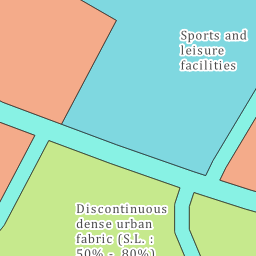 Sports and
leisure
facilities
Discontinuous
dense urban
fabric (S.L. :
50% - 80%)